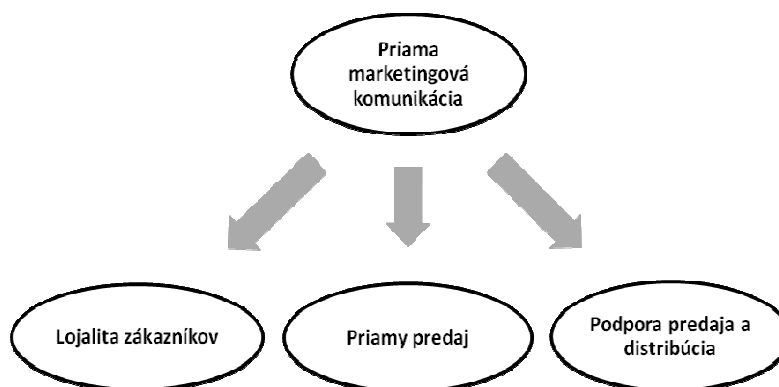 Priama
marketingová
komunikácia
Lojalita zákazníkov
Priamy predaj
Podpora predaja a
distribúcia